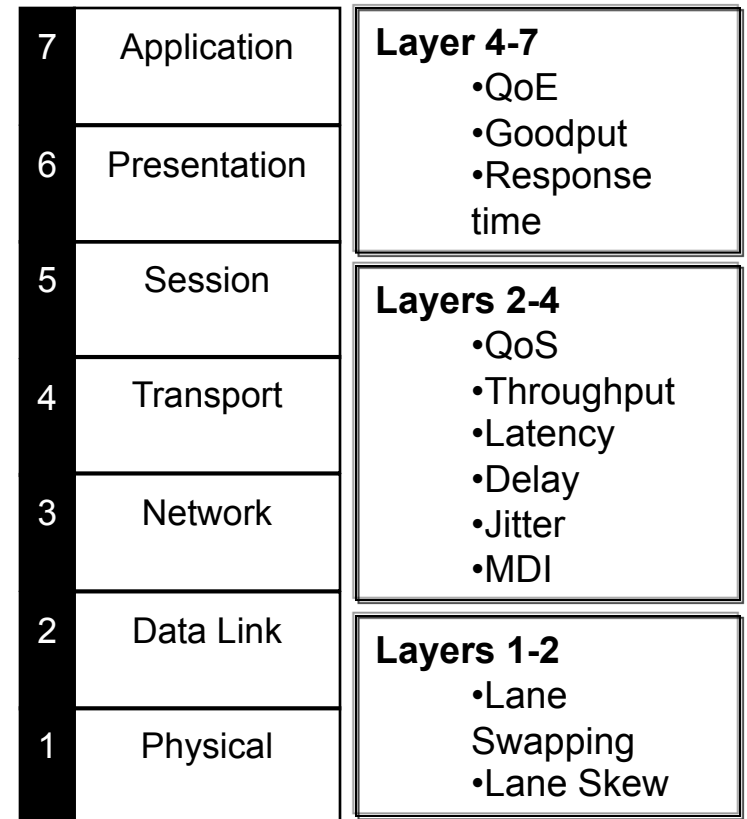 7 Application
6 Presentation
5 Session
4 Transport
3 Network
2 Data Link
1 Physical
Layer 4-7
•QoE
•Goodput
•Response
time
Layers 2-4
•QoS
•Throughput
•Latency
•Delay
•Jitter
•MDI
Layers 1-2
•Lane
Swapping
•Lane Skew